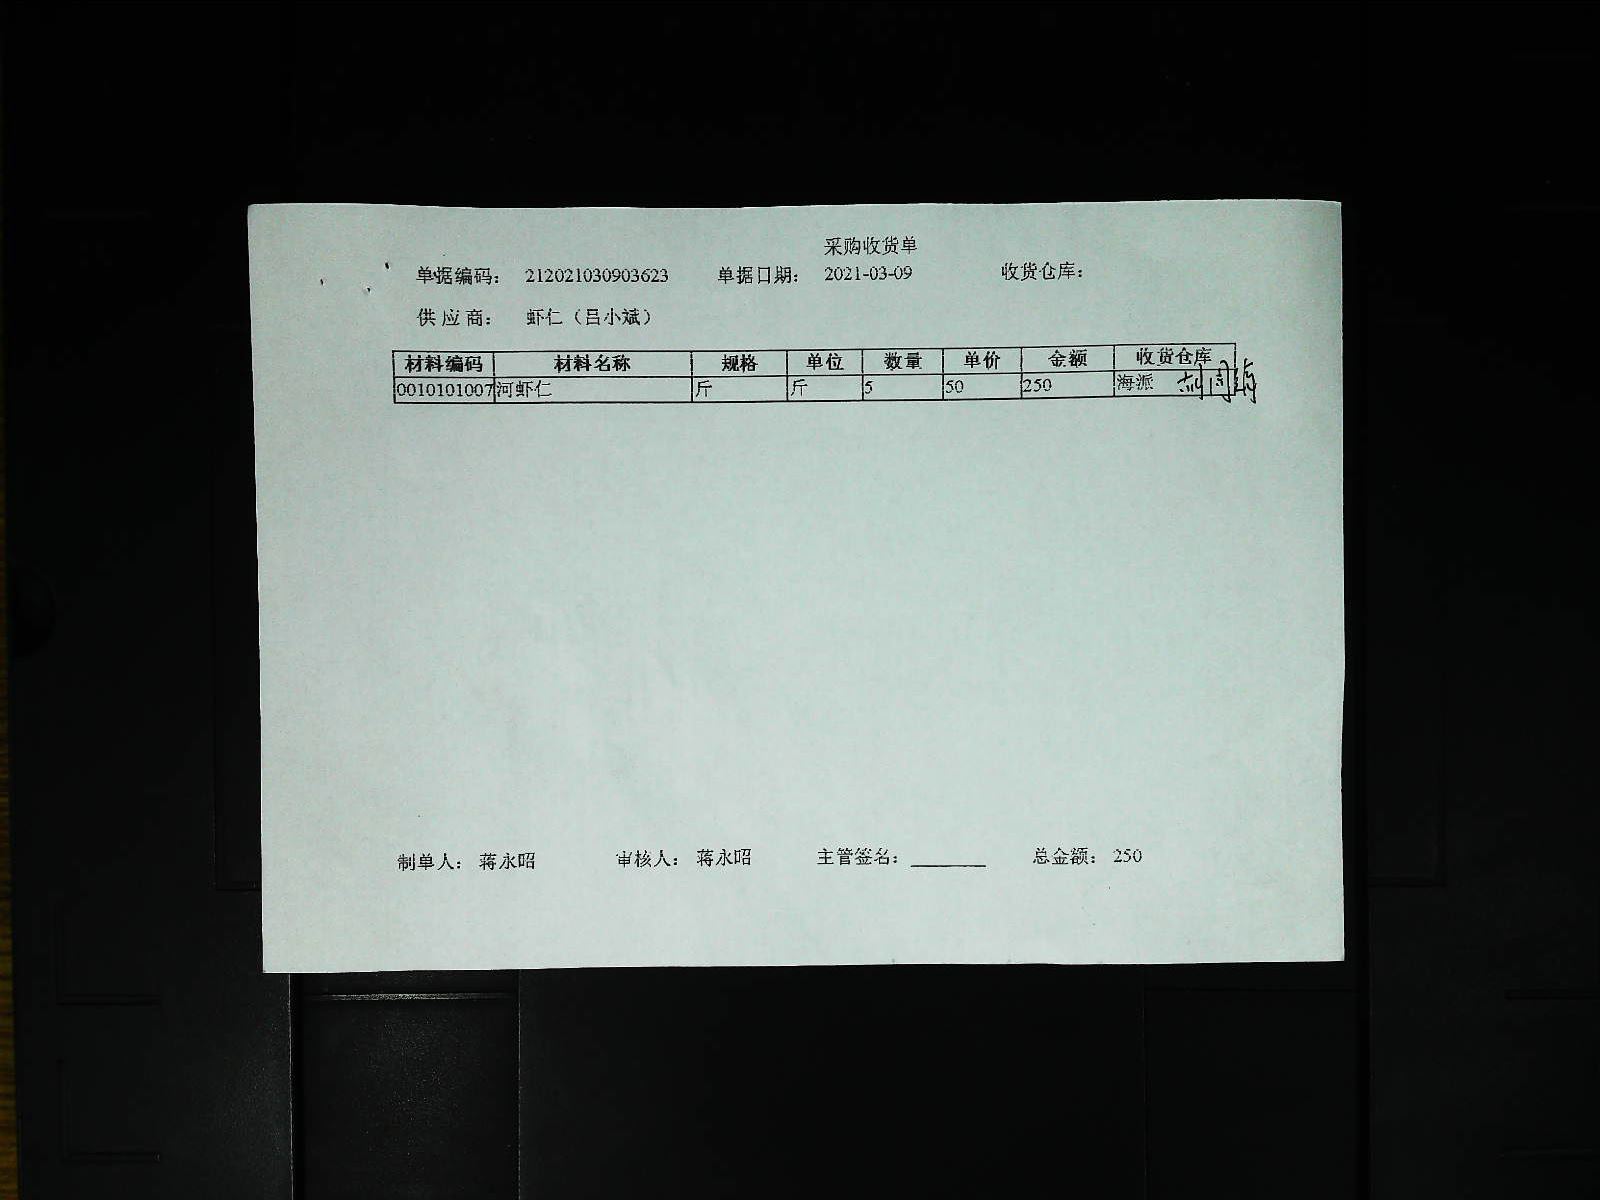 采购收货单
单据编码： 212021030903623 单据日期： 2021-03-09 收货仓库：
供 应 商： 虾仁（吕小斌）
材料编码 材料名称 规格 单位 数量 单价 金额 收货仓库
0010101007 河虾仁 斤 斤 5 50 250 海派
制单人： 蒋永昭 审核人： 蒋永昭 主管签名： 总金额： 250